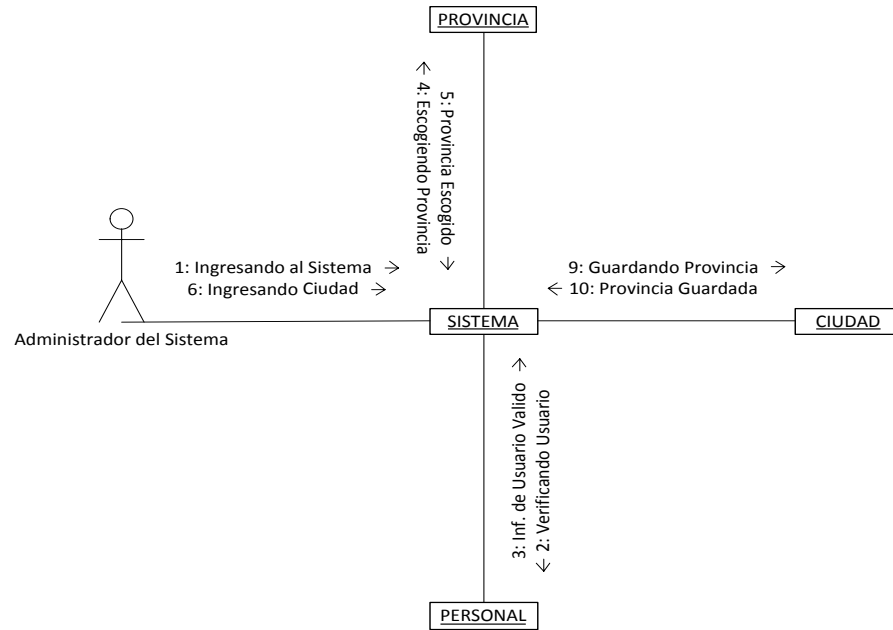 PROVINCIA
4: Escogiendo Provincia →
5: Provincia Escogido →
1: Ingresando al Sistema →
6: Ingresando Ciudad →
9: Guardando Provincia →
← 10: Provincia Guardada
SISTEMA
CIUDAD
Administrador del Sistema
3: Inf. de Usuario Valido →
← 2: Verificando Usuario
PERSONAL